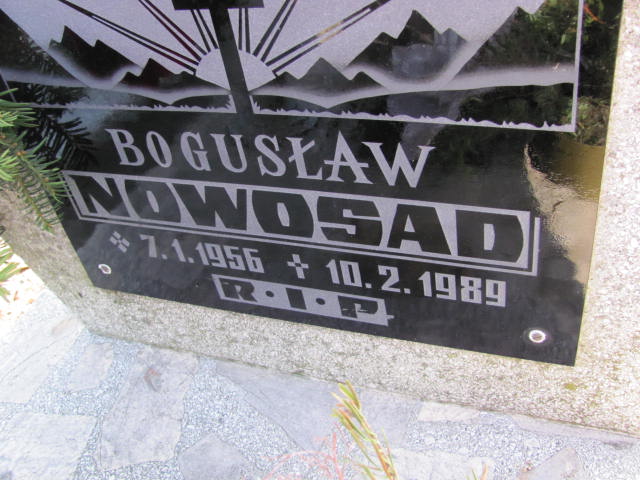 BOGUSŁAW
NOWOSAD
7.1.1956 + 10.2.1989
R·I·P